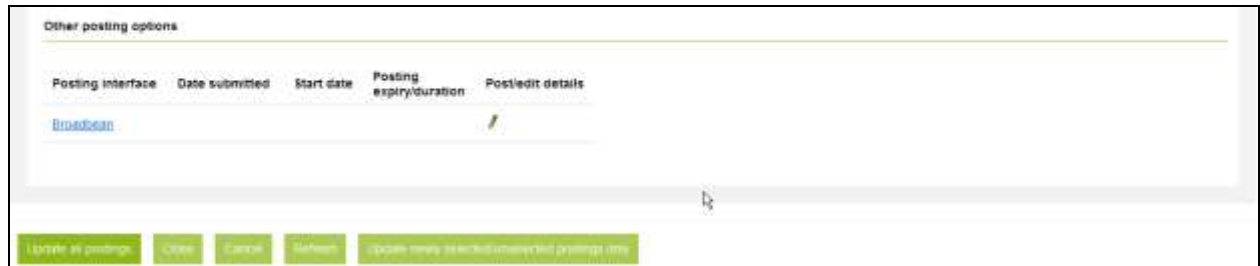 Other posting options
Posting interface Date submitted Start date Posting expiry/duration Post/edit details
Broadbean
Update all postings Close Cancel Refresh Update newly selected/unselected postings only